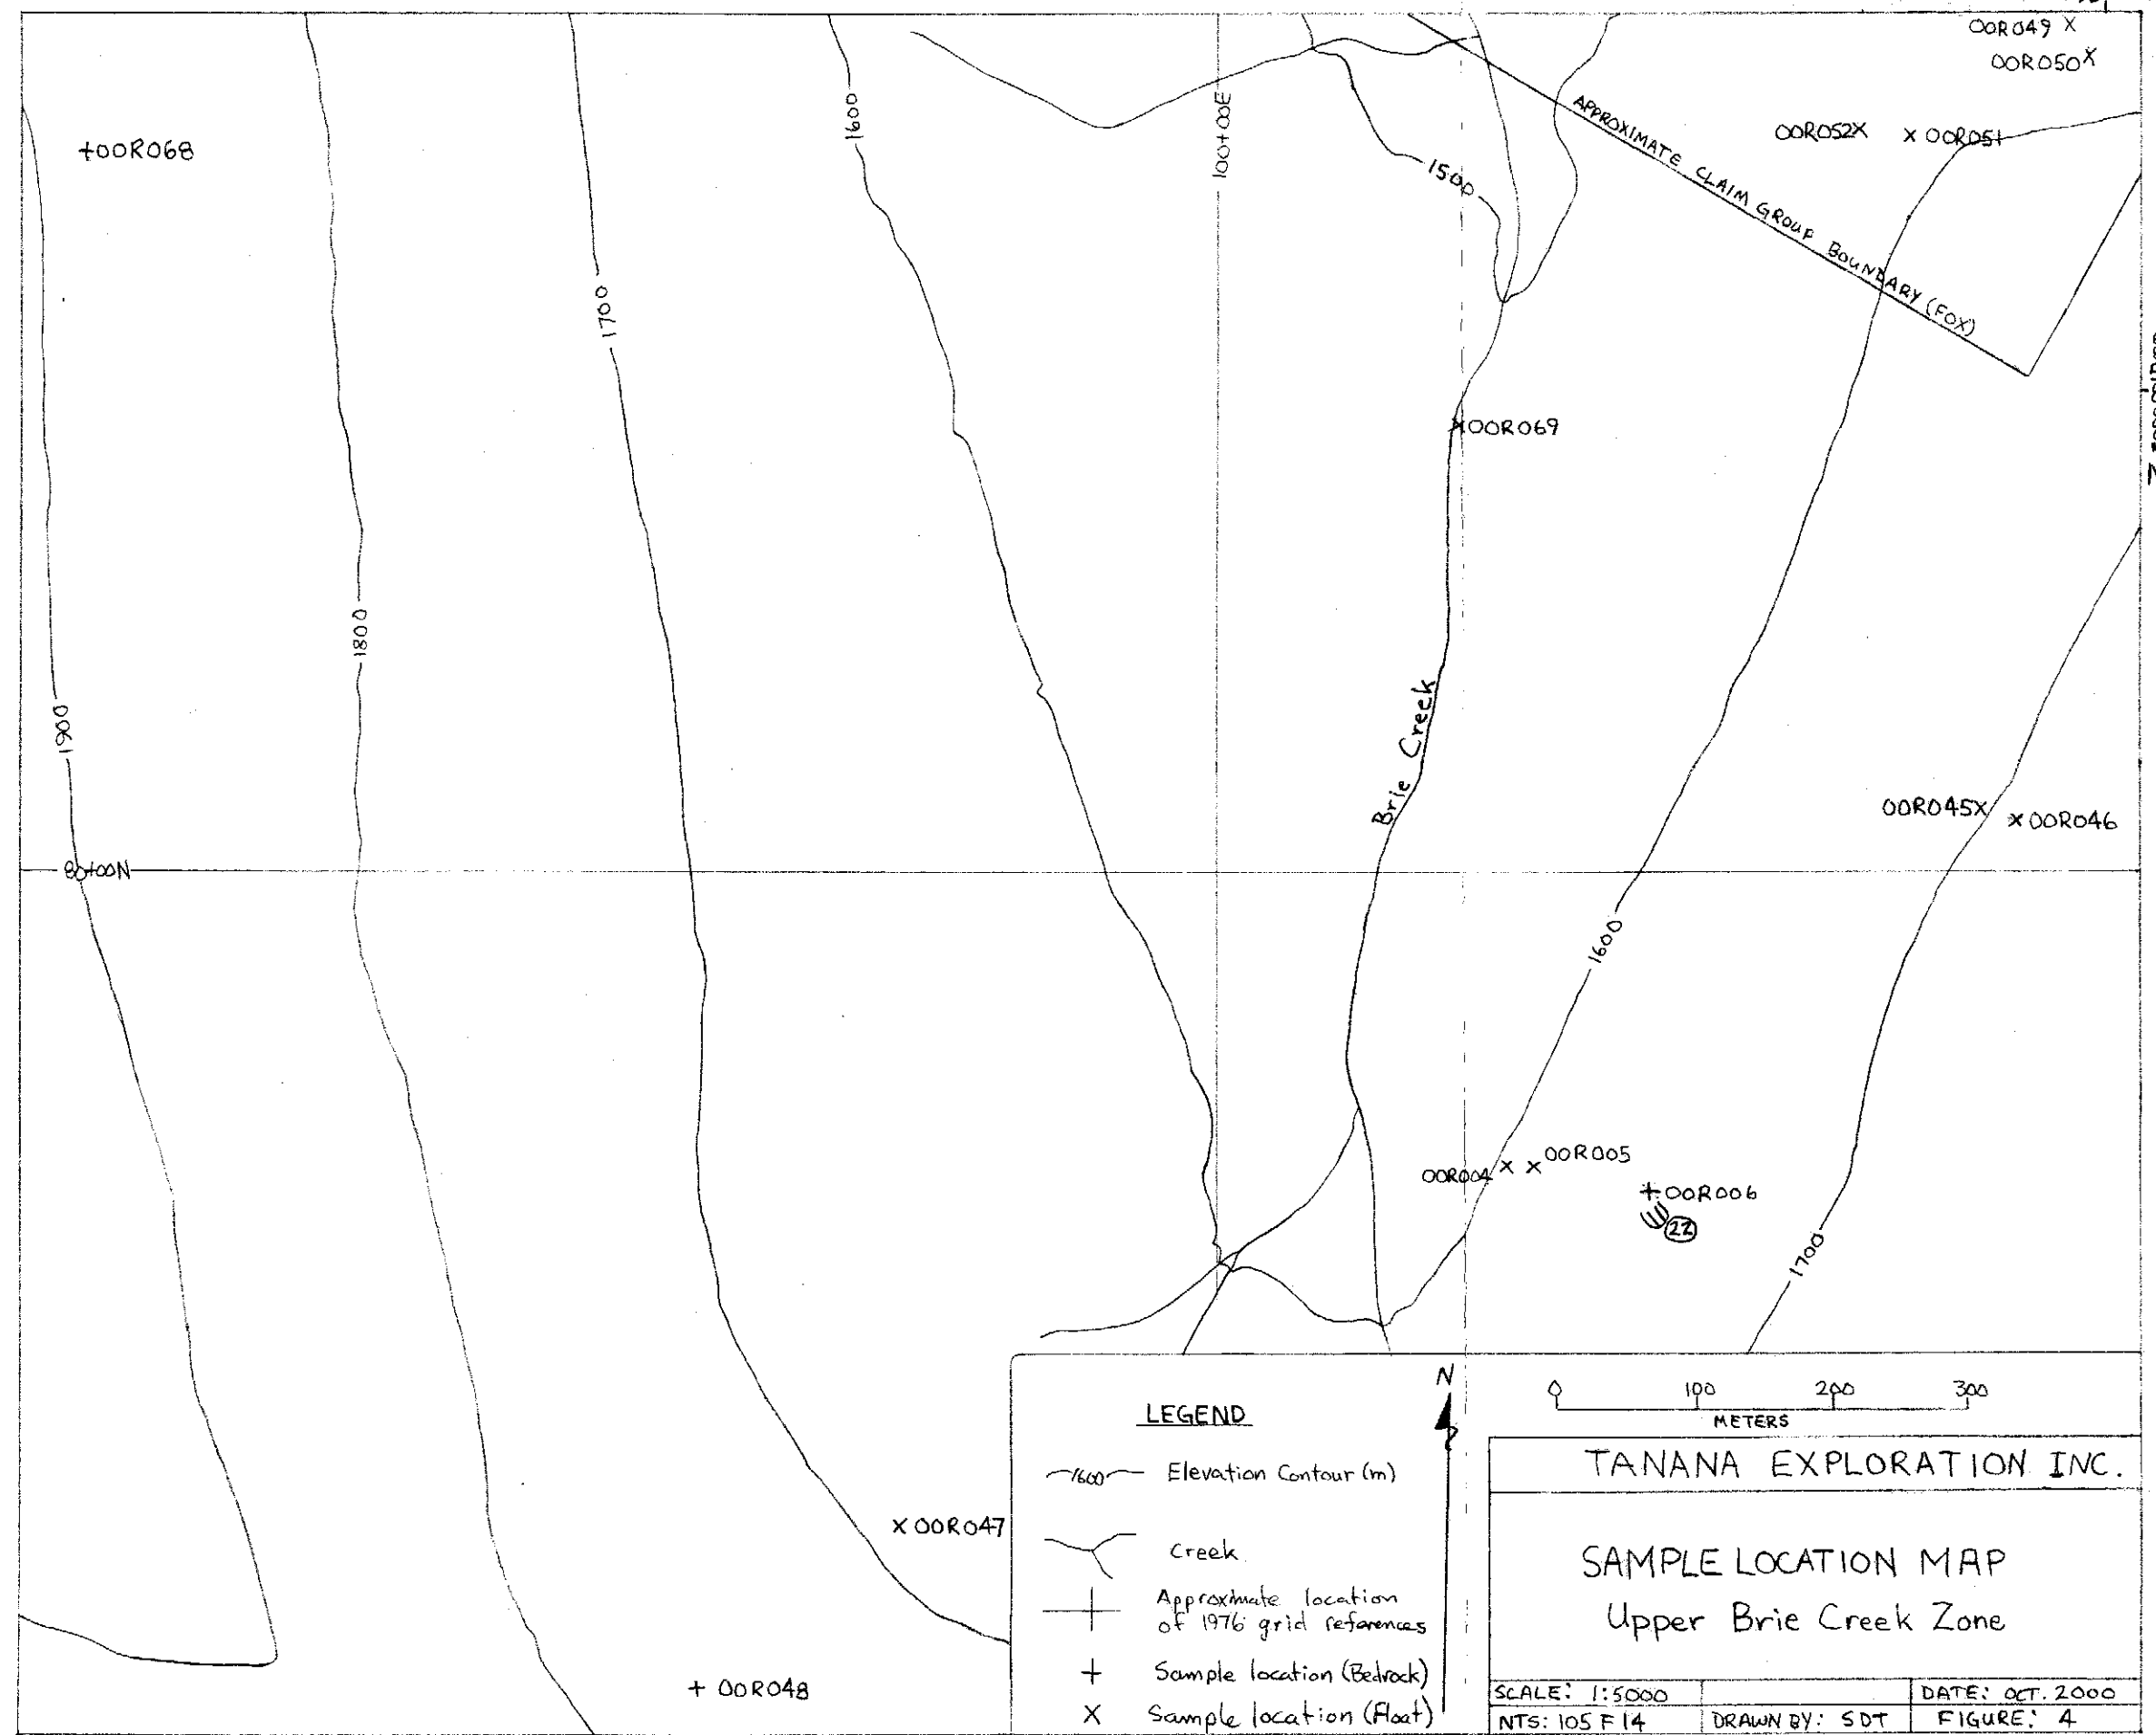 00R049 X
00R050X
+00R068
1600
100+00E
APPROXIMATE CLAIM GROUP BOUNDARY (FOX)
00R052X X 00R051
1500
1700
X00R069
1800
Brie Creek
1900
00R045X X 00R046
80+00N
1600
00R004 X X 00R005
+00R006
22
1700
N
0 100 200 300
METERS
LEGEND
1600 Elevation Contour (m)
Creek
Approximate location
of 1976 grid references
+ Sample location (Bedrock)
X Sample location (Float)
X 00R047
+ 00R048
TANANA EXPLORATION INC.
SAMPLE LOCATION MAP
Upper Brie Creek Zone
SCALE: 1:5000 DATE: OCT. 2000
NTS: 105 F 14 DRAWN BY: SDT FIGURE: 4